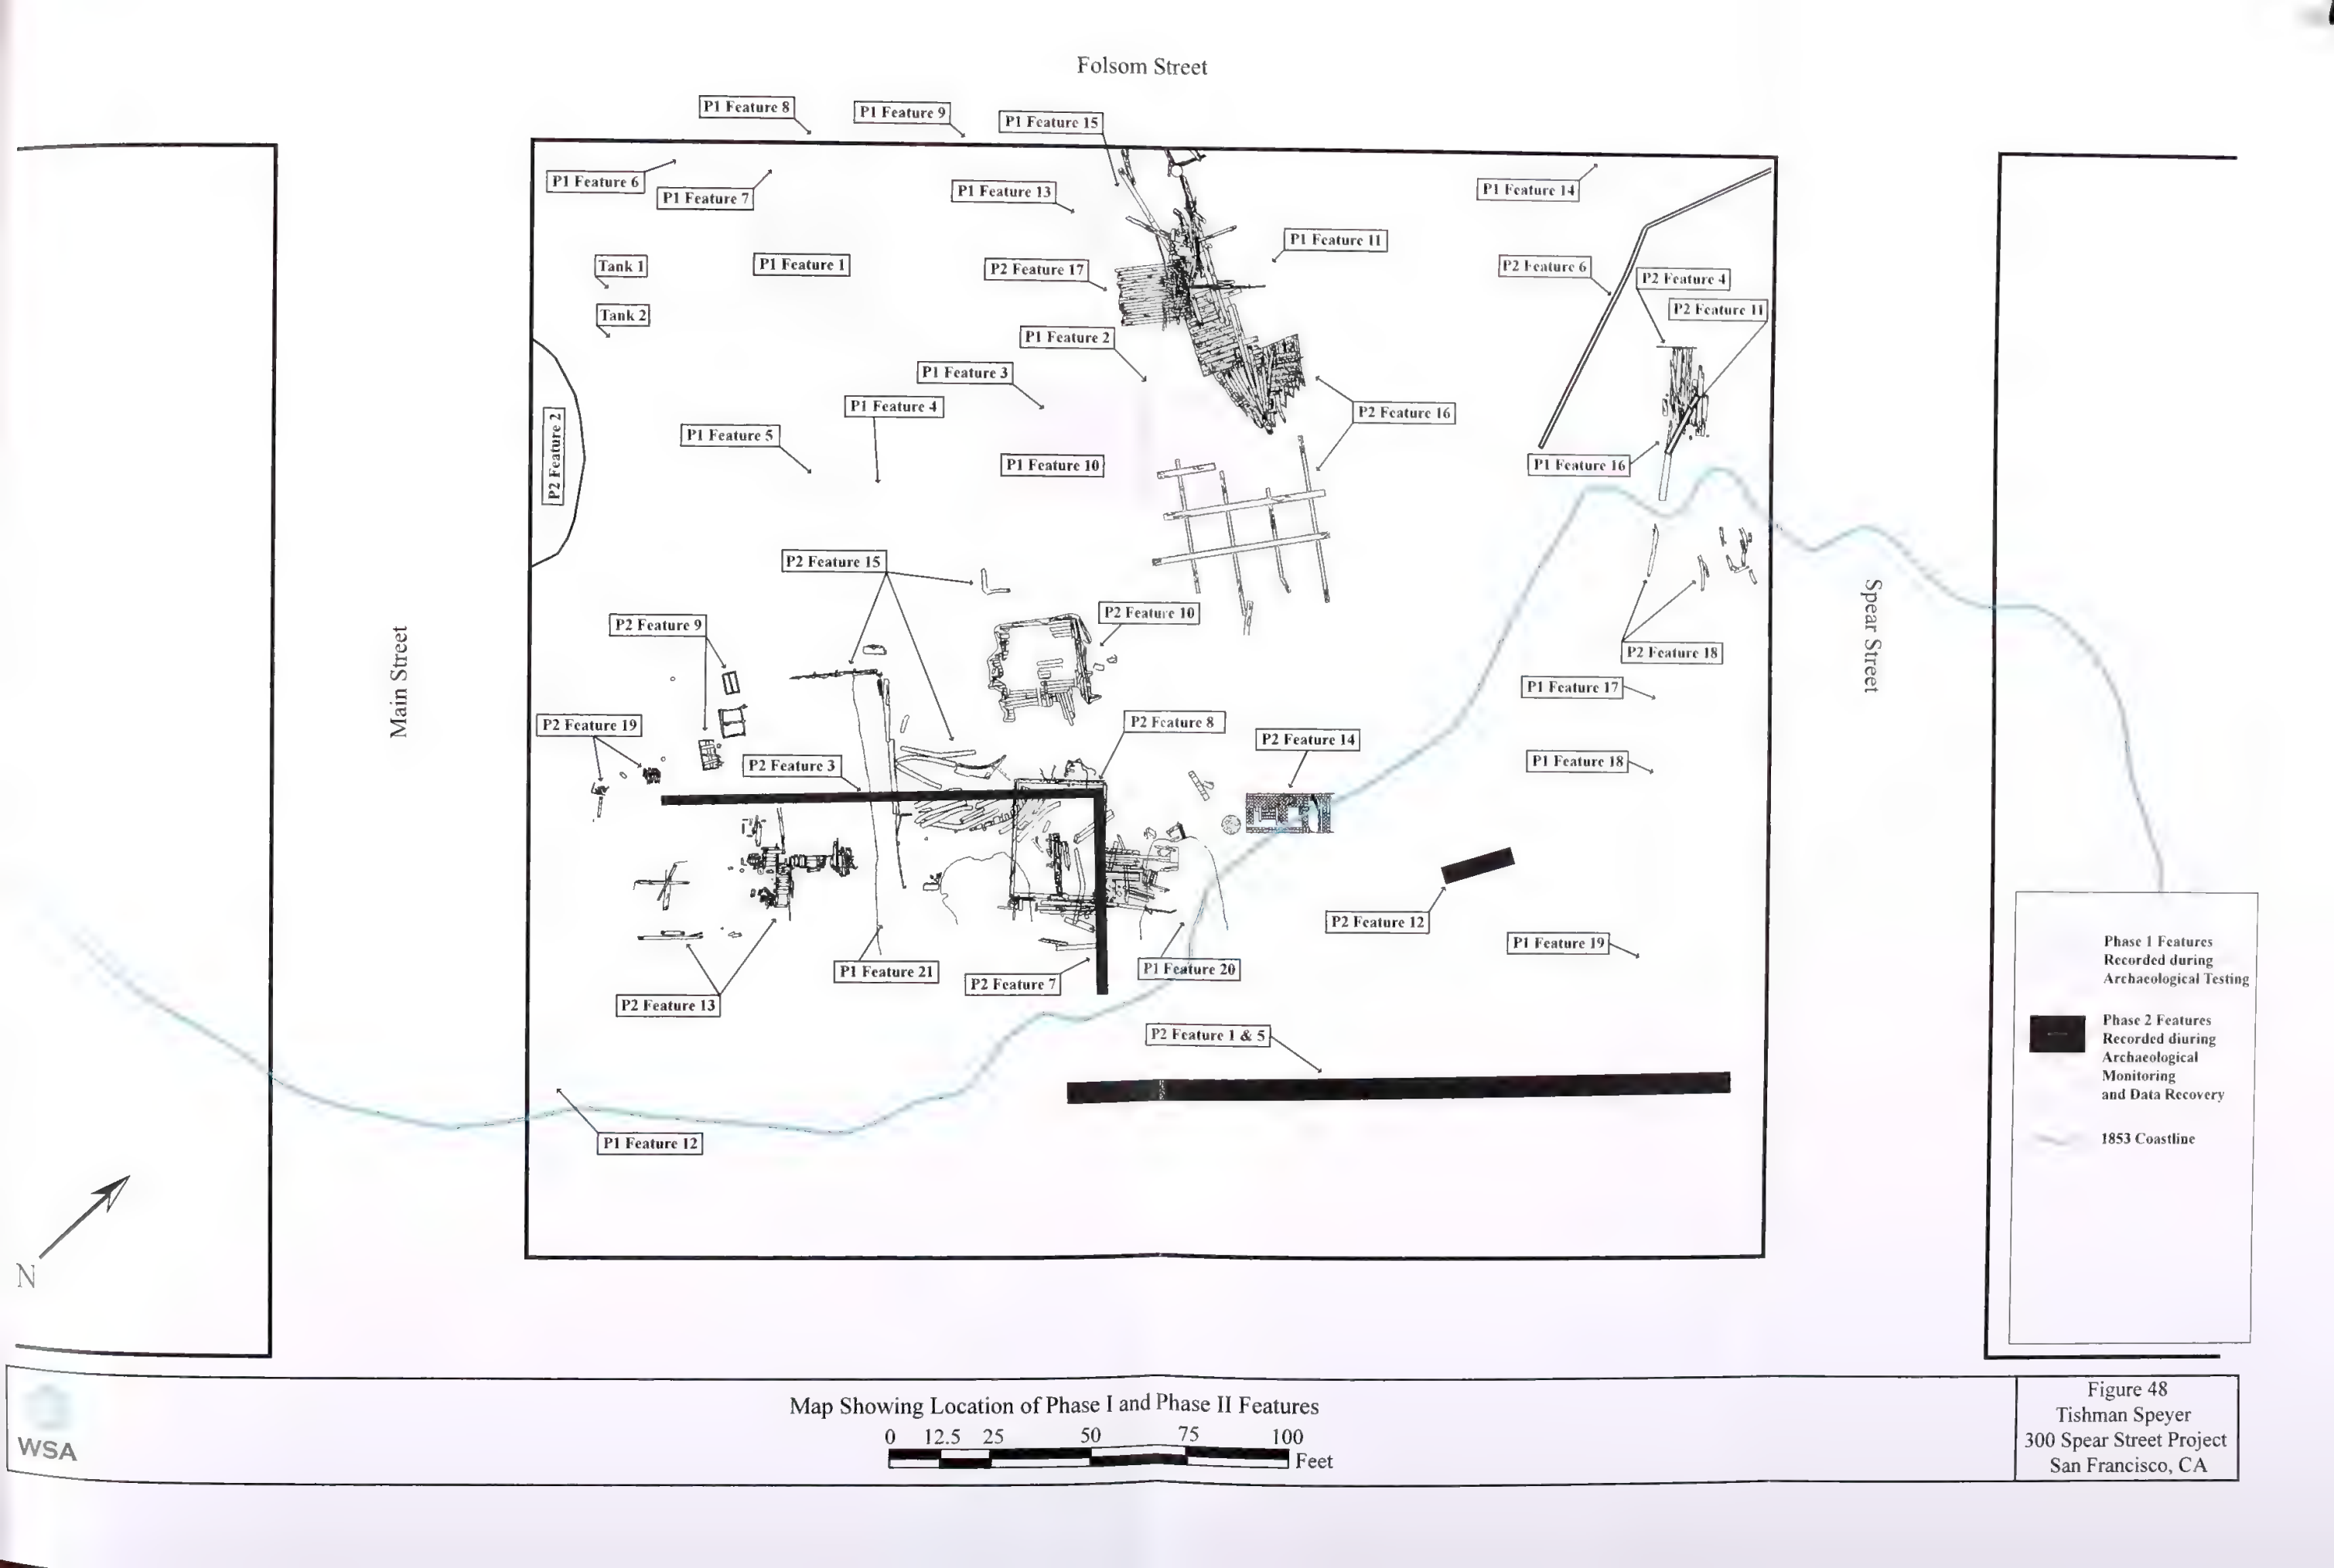 Folsom Street
P1 Feature 8
P1 Feature 9
P1 Feature 15
P1 Feature 6
P1 Feature 7
P1 Feature 13
P1 Feature 14
P1 Feature 11
Tank 1
P1 Feature 1
P2 Feature 17
P2 Feature 6
P2 Feature 4
P2 Feature 11
Tank 2
P1 Feature 2
P1 Feature 3
P1 Feature 4
P2 Feature 16
P1 Feature 5
P2 Feature 2
P1 Feature 10
P1 Feature 16
P2 Feature 15
P2 Feature 10
P2 Feature 9
Main Street
Spear Street
P2 Feature 18
P1 Feature 17
P2 Feature 19
P2 Feature 8
P2 Feature 14
P2 Feature 3
P1 Feature 18
P2 Feature 12
P1 Feature 19
P1 Feature 21
P2 Feature 7
P1 Feature 20
P2 Feature 13
P2 Feature 1 & 5
P1 Feature 12
Phase 1 Features
Recorded during
Archaeological Testing
Phase 2 Features
Recorded diuring
Archaeological
Monitoring
and Data Recovery
1853 Coastline
N
WSA
Map Showing Location of Phase I and Phase II Features
0 12.5 25 50 75 100
Feet
Figure 48
Tishman Speyer
300 Spear Street Project
San Francisco, CA